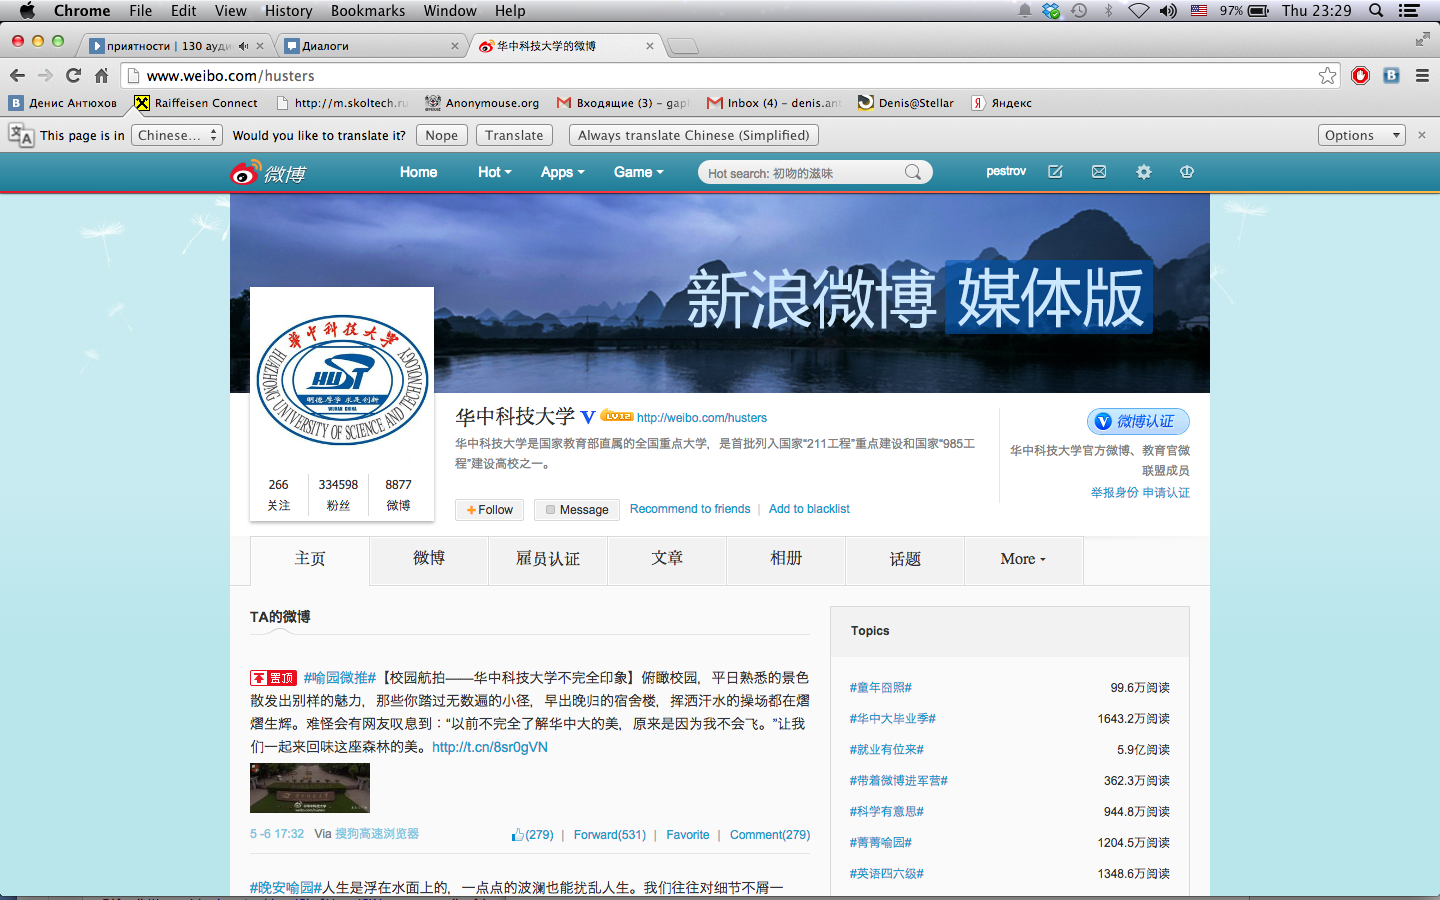 Chrome File Edit View History Bookmarks Window Help 97% Thu 23:29
приятности | 130 ауди
Диалоги
华中科技大学的微博
www.weibo.com/husters
Денис Антюхов Raiffeisen Connect http://m.skoltech.ru Anonymouse.org Входящие (3) – gap Inbox (4) – denis.ant Denis@Stellar Яндекс
This page is in Chinese... Would you like to translate it? Nope Translate Always translate Chinese (Simplified) Options
微博 Home Hot Apps Game Hot search: 初吻的滋味 pestrov
新浪微博 媒体版
華中科技大学
HUAZHONG UNIVERSITY OF SCIENCE AND TECHNOLOGY
HUST
明德厚学 求是创新
WUHAN CHINA
266 334598 8877
关注 粉丝 微博
华中科技大学 V LV12 http://weibo.com/husters
华中科技大学是国家教育部直属的全国重点大学，是首批列入国家“211工程”重点建设和国家“985工
程”建设高校之一。
+Follow Message Recommend to friends | Add to blacklist
V 微博认证
华中科技大学官方微博、教育官微
联盟成员
举报身份 申请认证
主页 微博 雇员认证 文章 相册 话题 More
TA的微博
置顶 #喻园微推#【校园航拍——华中科技大学不完全印象】俯瞰校园，平日熟悉的景色
散发出别样的魅力，那些你踏过无数遍的小径，早出晚归的宿舍楼，挥洒汗水的操场都在熠
熠生辉。难怪会有网友叹息到：“以前不完全了解华中大的美，原来是因为我不会飞。”让我
们一起来回味这座森林的美。http://t.cn/8sr0gVN
5 -6 17:32 Via 搜狗高速浏览器 (279) | Forward(531) | Favorite | Comment(279)
#晚安喻园#人生是浮在水面上的，一点点的波澜也能扰乱人生。我们往往对细节不屑一
Topics
#童年囧照# 99.6万阅读
#华中大毕业季# 1643.2万阅读
#就业有位来# 5.9亿阅读
#带着微博进军营# 362.3万阅读
#科学有意思# 944.8万阅读
#菁菁喻园# 1204.5万阅读
#英语四六级# 1348.6万阅读